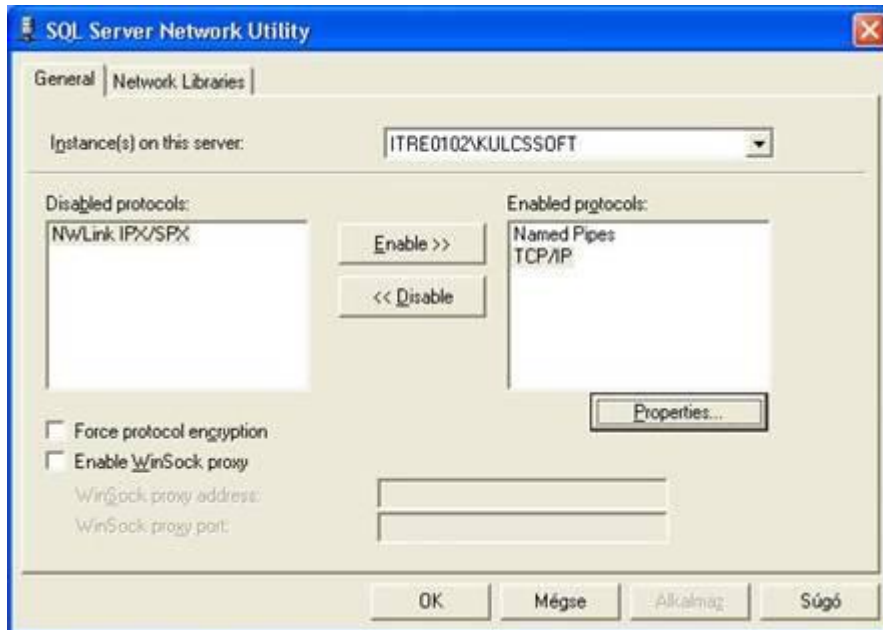 SQL Server Network Utility
General
Network Libraries
Instance(s) on this server:
ITRE0102\KULCSSOFT
Disabled protocols:
Enabled protocols:
NWLink IPX/SPX
Enable >>
Named Pipes
TCP/IP
<< Disable
Properties...
Force protocol encryption
Enable WinSock proxy
WinSock proxy address:
WinSock proxy port:
OK
Mégse
Alkalmaz
Súgó